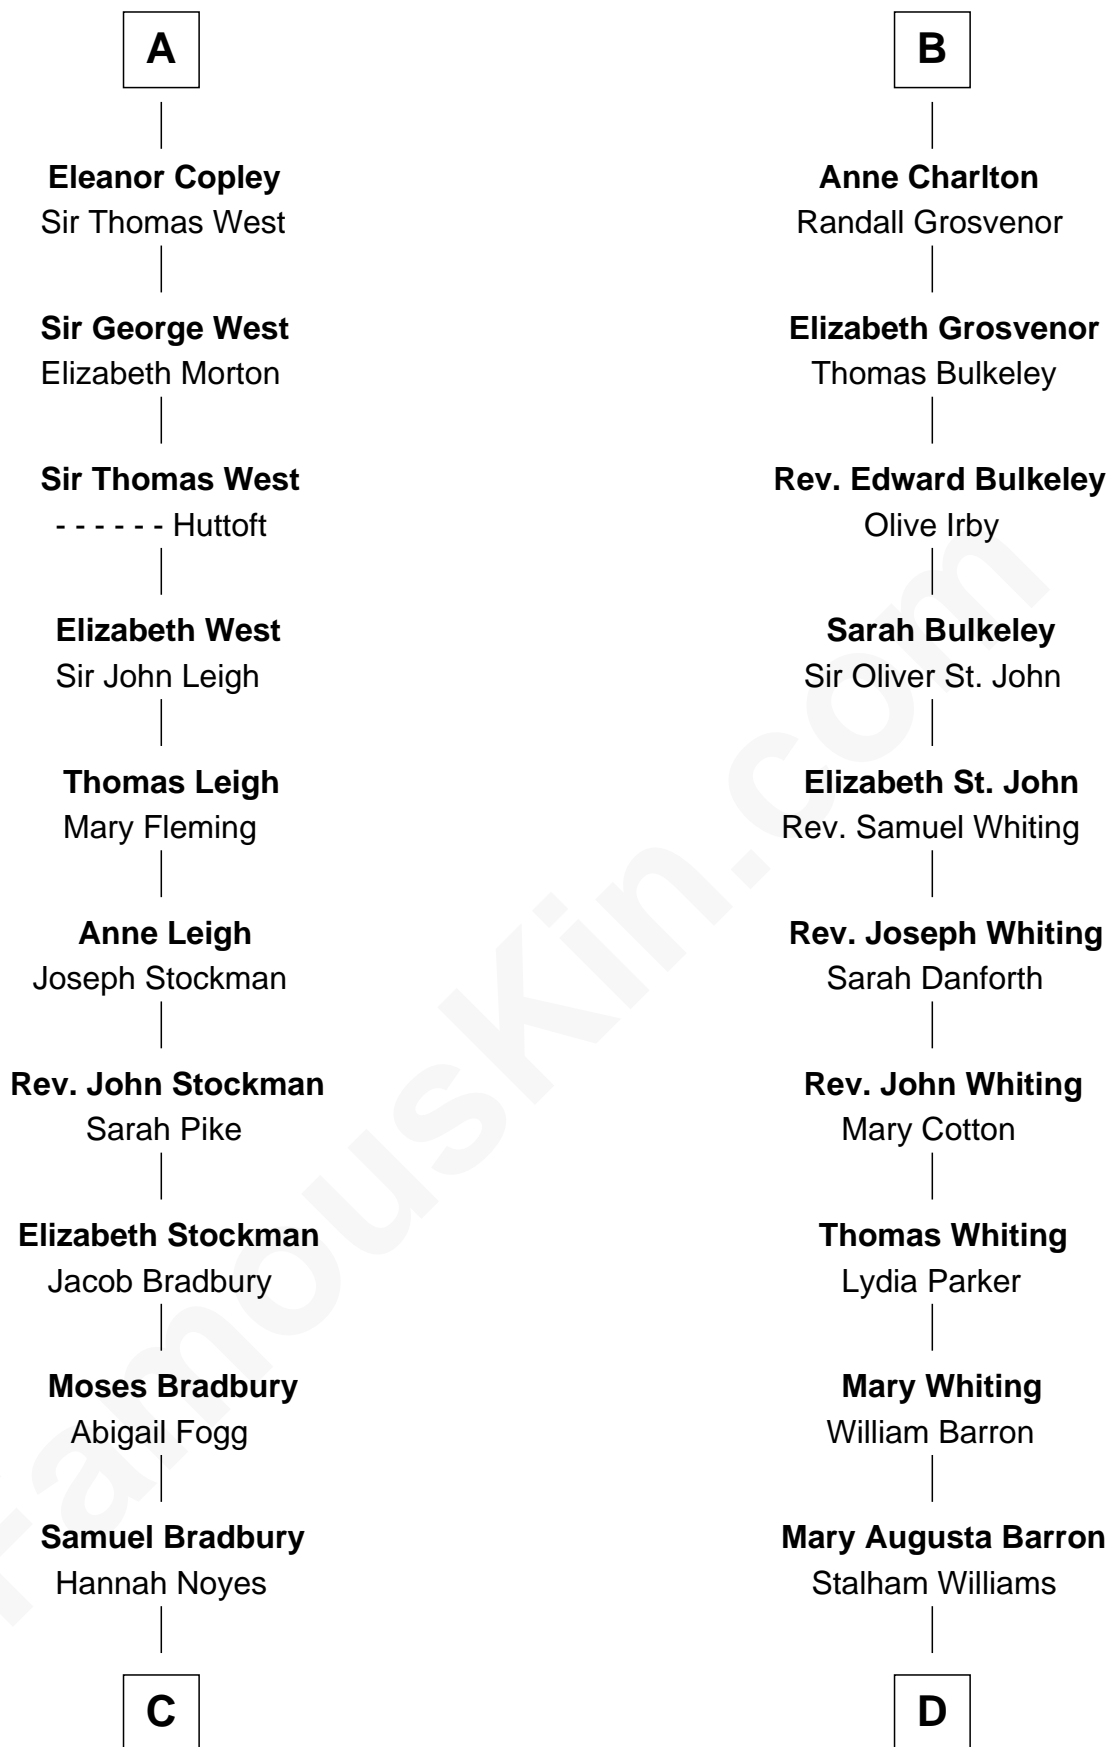 A
Eleanor Copley
Sir Thomas West
Sir George West
Elizabeth Morton
Sir Thomas West
- - - - - - Huttoft
Elizabeth West
Sir John Leigh
Thomas Leigh
Mary Fleming
Anne Leigh
Joseph Stockman
Rev. John Stockman
Sarah Pike
Elizabeth Stockman
Jacob Bradbury
Moses Bradbury
Abigail Fogg
Samuel Bradbury
Hannah Noyes
C
B
Anne Charlton
Randall Grosvenor
Elizabeth Grosvenor
Thomas Bulkeley
Rev. Edward Bulkeley
Olive Irby
Sarah Bulkeley
Sir Oliver St. John
Elizabeth St. John
Rev. Samuel Whiting
Rev. Joseph Whiting
Sarah Danforth
Rev. John Whiting
Mary Cotton
Thomas Whiting
Lydia Parker
Mary Whiting
William Barron
Mary Augusta Barron
Stalham Williams
D
FamousKin.com